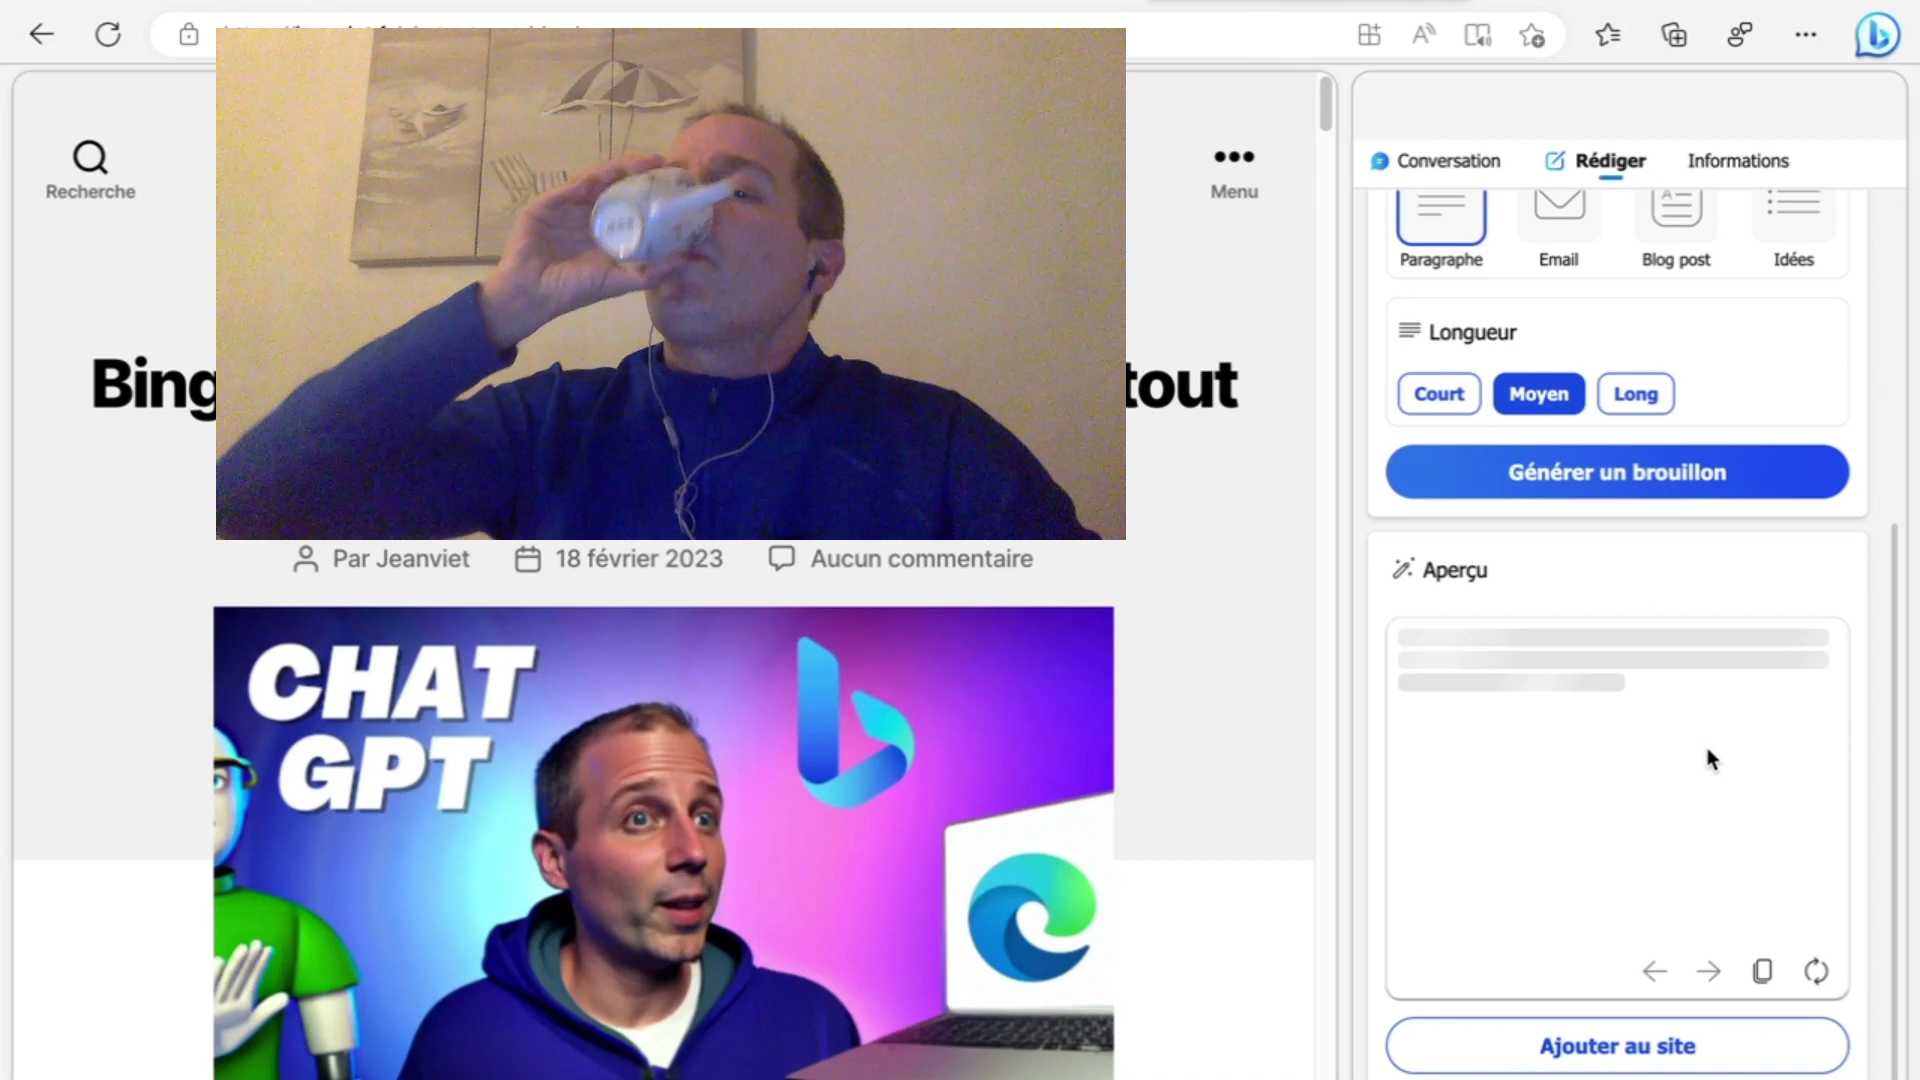 Recherche
Menu
Bing
tout
Par Jeanviet
18 février 2023
Aucun commentaire
CHAT
GPT
Conversation
Rédiger
Informations
Paragraphe
Email
Blog post
Idées
Longueur
Court
Moyen
Long
Générer un brouillon
Aperçu
Ajouter au site